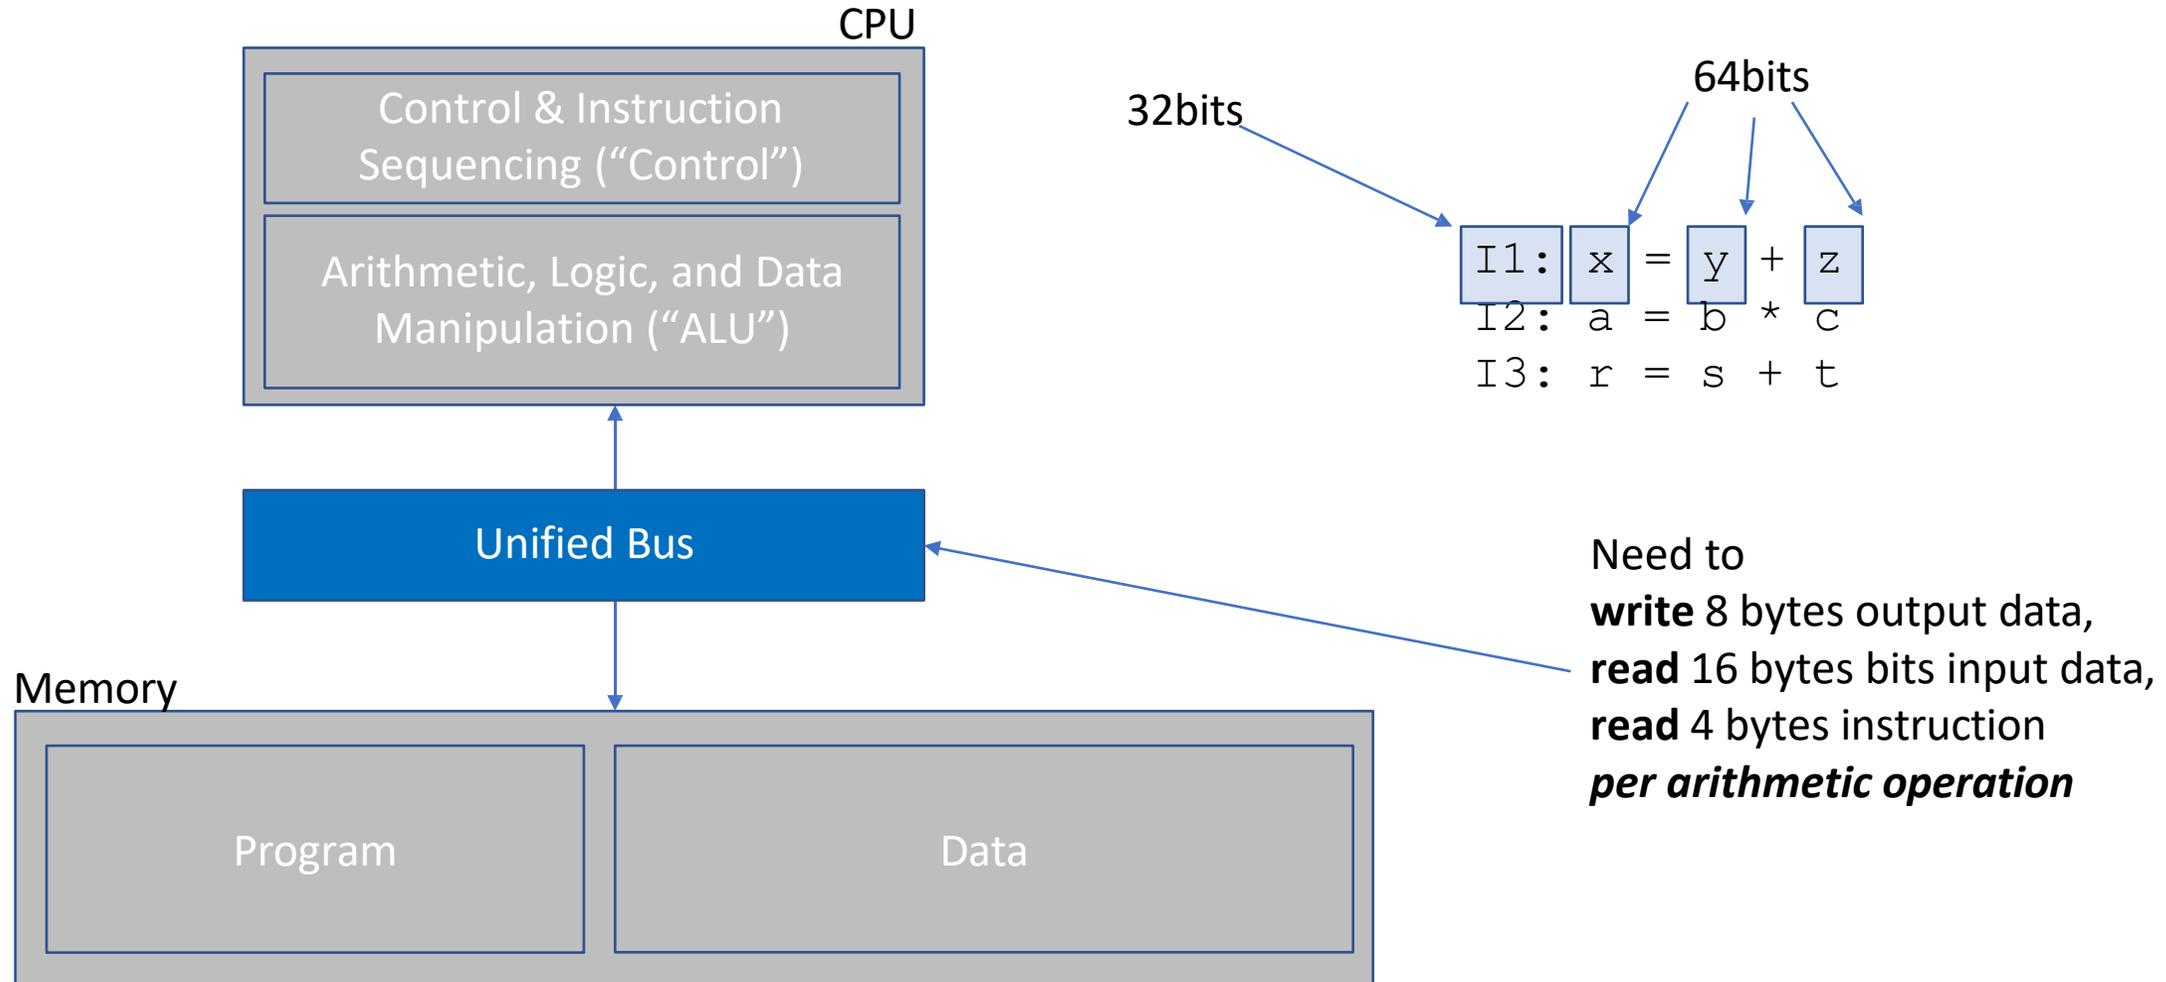 CPU
Control & Instruction
Sequencing (“Control”)
Arithmetic, Logic, and Data
Manipulation (“ALU”)
Unified Bus
Memory
Program
Data
32bits
64bits
I1: x = y + z
I2: a = b * c
I3: r = s + t
Need to
write 8 bytes output data,
read 16 bytes bits input data,
read 4 bytes instruction
per arithmetic operation